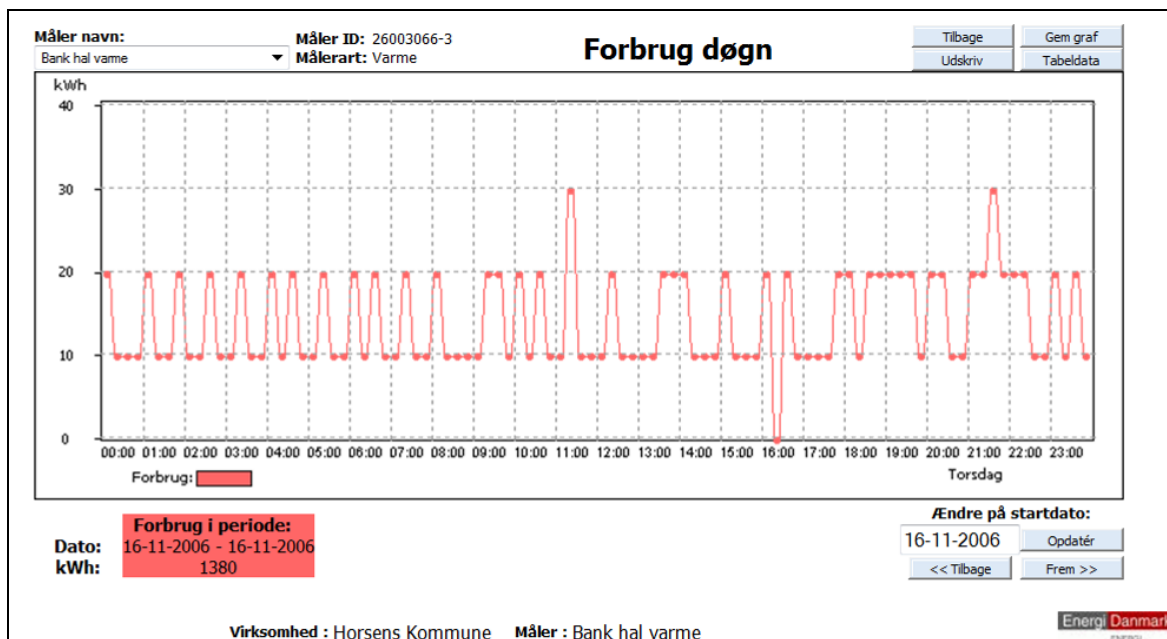 Måler navn:
Bank hal varme
Måler ID: 26003066-3
Målerart: Varme
Forbrug døgn
Tilbage
Gem graf
Udskriv
Tabeldata
kWh
40
30
20
10
0
00:00 01:00 02:00 03:00 04:00 05:00 06:00 07:00 08:00 09:00 10:00 11:00 12:00 13:00 14:00 15:00 16:00 17:00 18:00 19:00 20:00 21:00 22:00 23:00
Forbrug:
Torsdag
Forbrug i periode:
Dato: 16-11-2006 - 16-11-2006
kWh: 1380
Ændre på startdato:
16-11-2006
Opdatér
<< Tilbage
Frem >>
Virksomhed : Horsens Kommune Måler : Bank hal varme
Energi Danmark
ENERGI